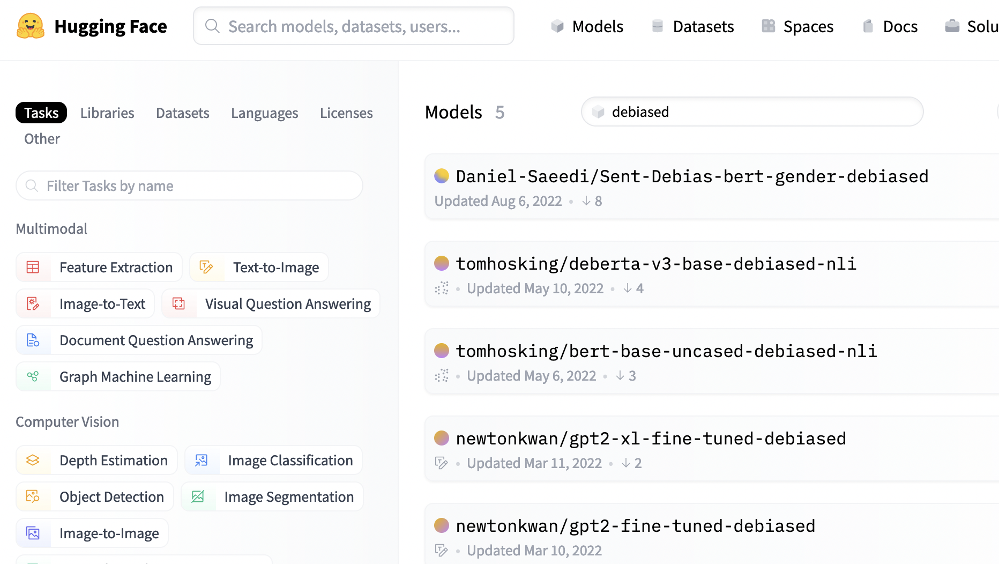 Hugging Face
Search models, datasets, users...
Models
Datasets
Spaces
Docs
Solu
Tasks
Libraries
Datasets
Languages
Licenses
Other
Filter Tasks by name
Multimodal
Feature Extraction
Text-to-Image
Image-to-Text
Visual Question Answering
Document Question Answering
Graph Machine Learning
Computer Vision
Depth Estimation
Image Classification
Object Detection
Image Segmentation
Image-to-Image
Models 5
debiased
Daniel-Saeedi/Sent-Debias-bert-gender-debiased
Updated Aug 6, 2022 • ↓ 8
tomhosking/deberta-v3-base-debiased-nli
• Updated May 10, 2022 • ↓ 4
tomhosking/bert-base-uncased-debiased-nli
• Updated May 6, 2022 • ↓ 3
newtonkwan/gpt2-xl-fine-tuned-debiased
• Updated Mar 11, 2022 • ↓ 2
newtonkwan/gpt2-fine-tuned-debiased
• Updated Mar 10, 2022